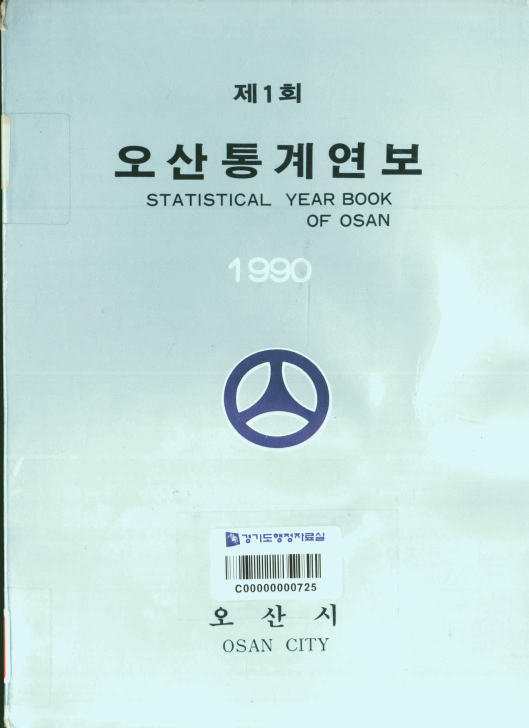 제1회
오산통계연보
STATISTICAL YEAR BOOK
OF OSAN
1990
경기도행정자료실
C00000000725
오산시
OSAN CITY